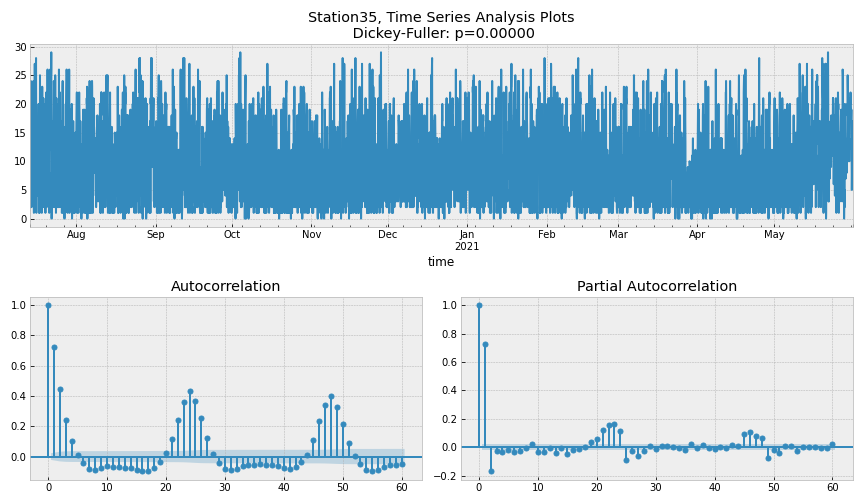 Station35, Time Series Analysis Plots
Dickey-Fuller: p=0.00000
30
25
20
15
10
5
0
Aug Sep Oct Nov Dec Jan Feb Mar Apr May
2021
time
Autocorrelation
1.0
0.8
0.6
0.4
0.2
0.0
0 10 20 30 40 50 60
Partial Autocorrelation
1.0
0.8
0.6
0.4
0.2
0.0
−0.2
0 10 20 30 40 50 60